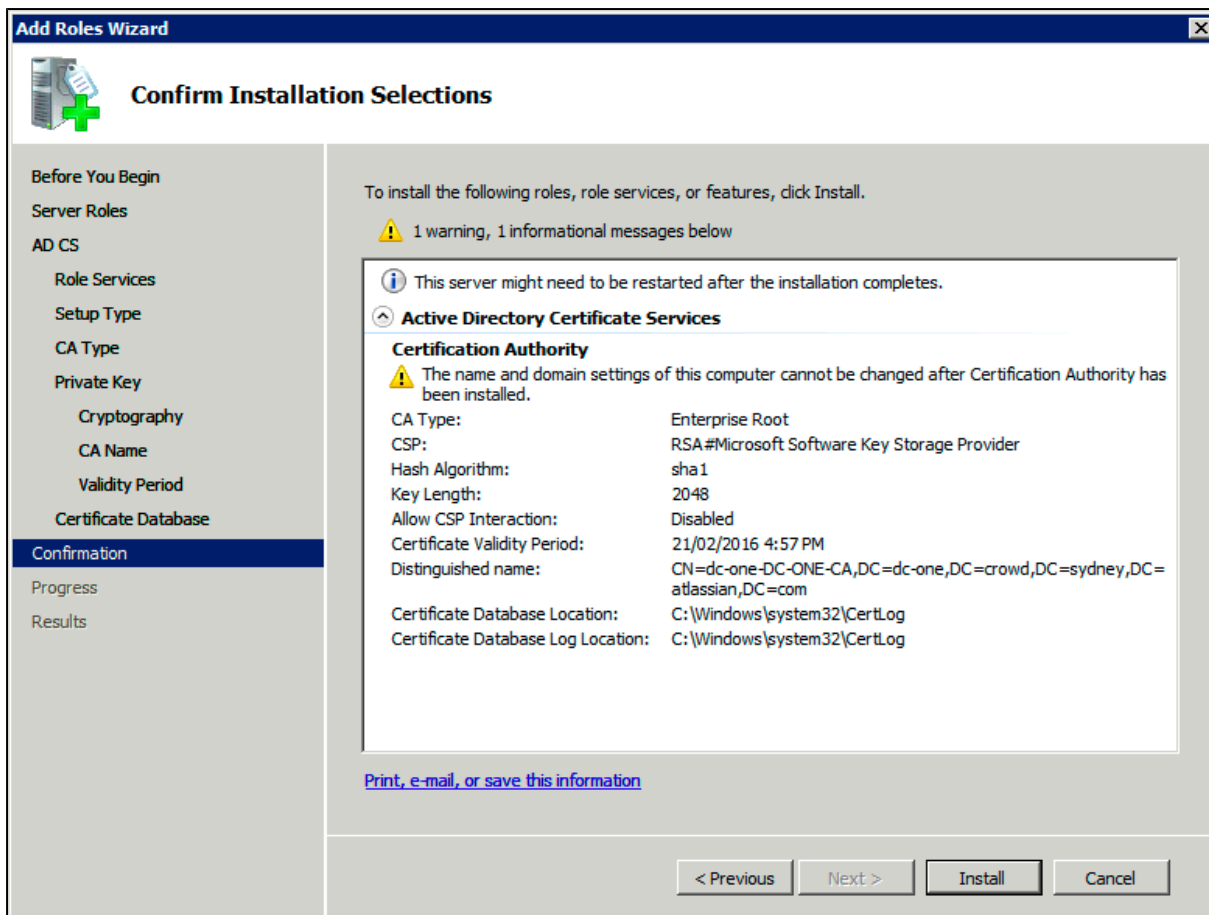 Add Roles Wizard
Confirm Installation Selections
Before You Begin
Server Roles
AD CS
Role Services
Setup Type
CA Type
Private Key
Cryptography
CA Name
Validity Period
Certificate Database
Confirmation
Progress
Results
To install the following roles, role services, or features, click Install.
1 warning, 1 informational messages below
This server might need to be restarted after the installation completes.
Active Directory Certificate Services
Certification Authority
The name and domain settings of this computer cannot be changed after Certification Authority has
been installed.
CA Type: Enterprise Root
CSP: RSA#Microsoft Software Key Storage Provider
Hash Algorithm: sha1
Key Length: 2048
Allow CSP Interaction: Disabled
Certificate Validity Period: 21/02/2016 4:57 PM
Distinguished name: CN=dc-one-DC-ONE-CA,DC=dc-one,DC=crowd,DC=sydney,DC=
atlassian,DC=com
Certificate Database Location: C:\Windows\system32\CertLog
Certificate Database Log Location: C:\Windows\system32\CertLog
Print, e-mail, or save this information
< Previous Next > Install Cancel